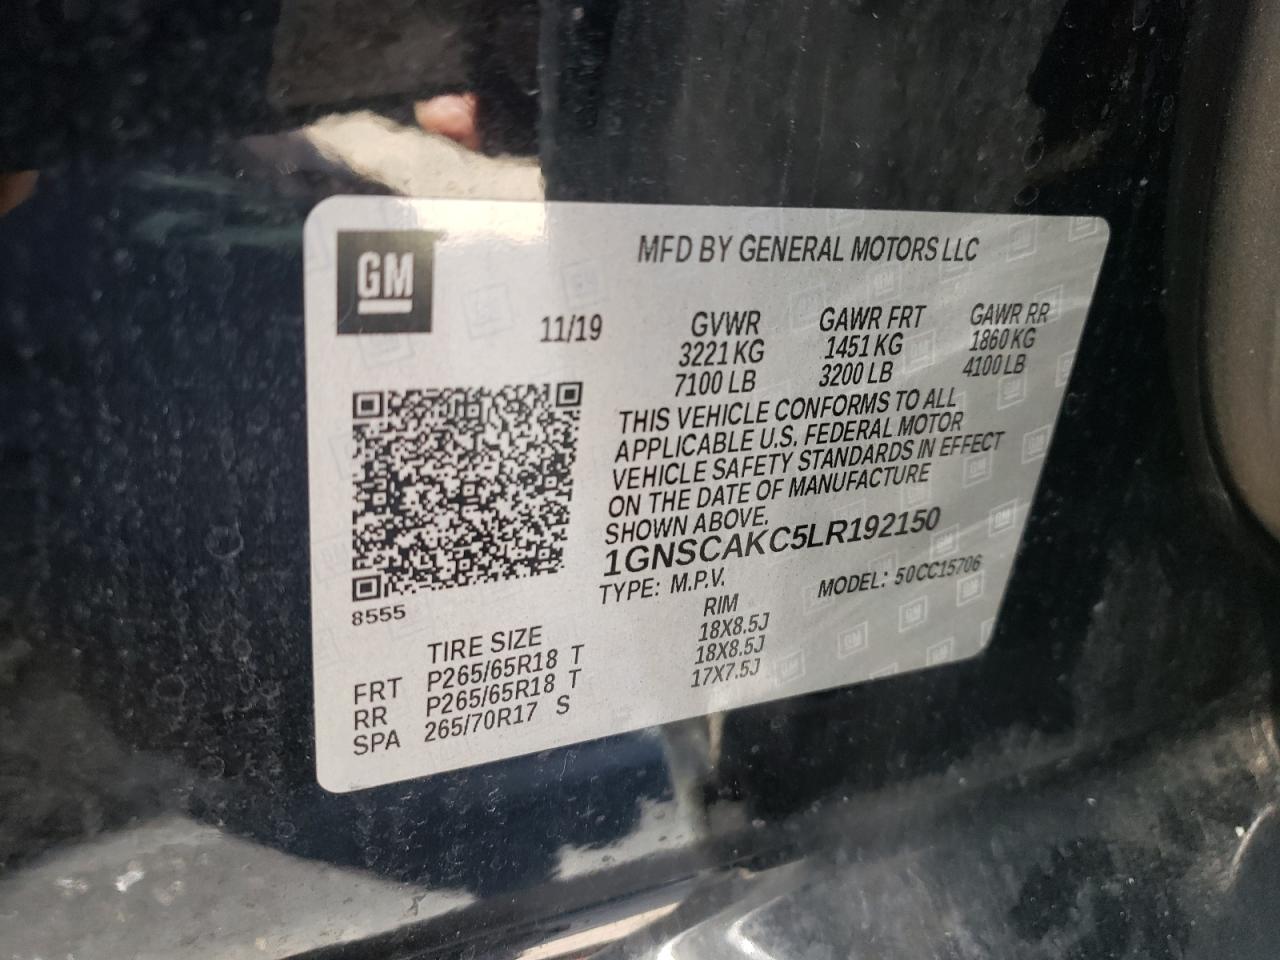 GM
MFD BY GENERAL MOTORS LLC
11/19
GVWR GAWR FRT GAWR RR
3221 KG 1451 KG 1860 KG
7100 LB 3200 LB 4100 LB
THIS VEHICLE CONFORMS TO ALL
APPLICABLE U.S. FEDERAL MOTOR
VEHICLE SAFETY STANDARDS IN EFFECT
ON THE DATE OF MANUFACTURE
SHOWN ABOVE.
1GNSCAKC5LR192150
TYPE: M.P.V. MODEL: 50CC15706
8555
TIRE SIZE RIM
FRT P265/65R18 T 18X8.5J
RR P265/65R18 T 18X8.5J
SPA 265/70R17 S 17X7.5J